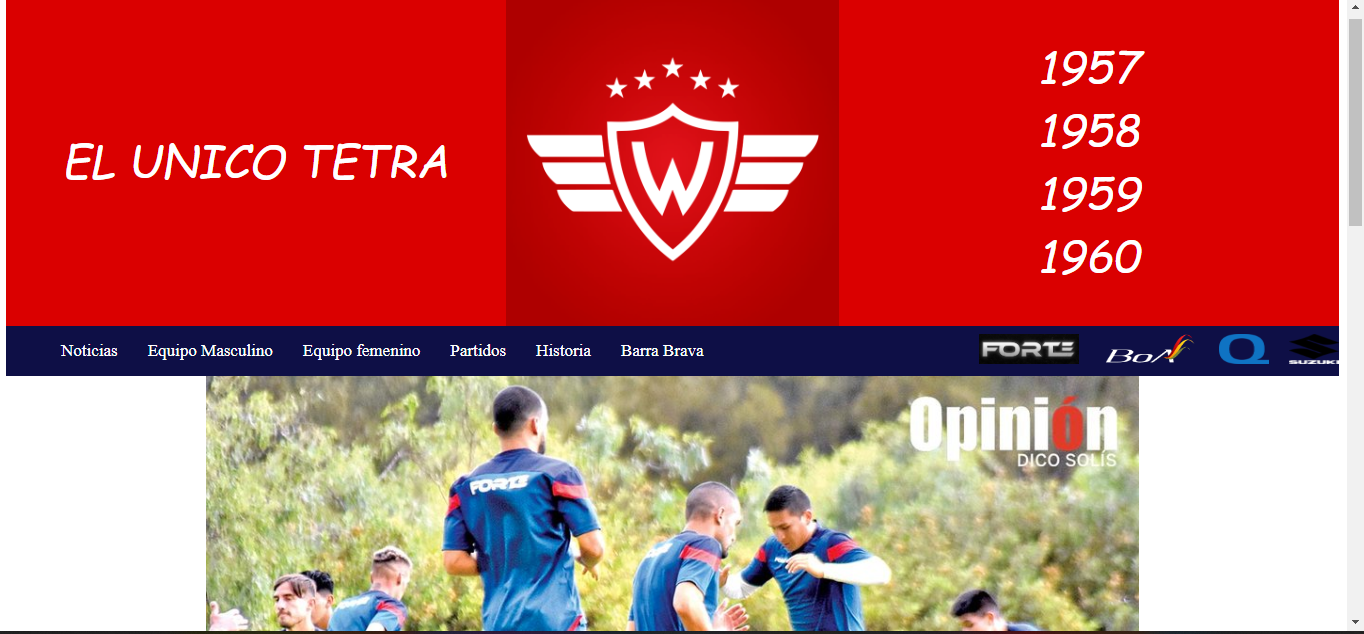 EL UNICO TETRA
W
1957
1958
1959
1960
Noticias Equipo Masculino Equipo femenino Partidos Historia Barra Brava
FORTE BoA Q SUZUKI
Opinión
DICO SOLÍS
FORTE